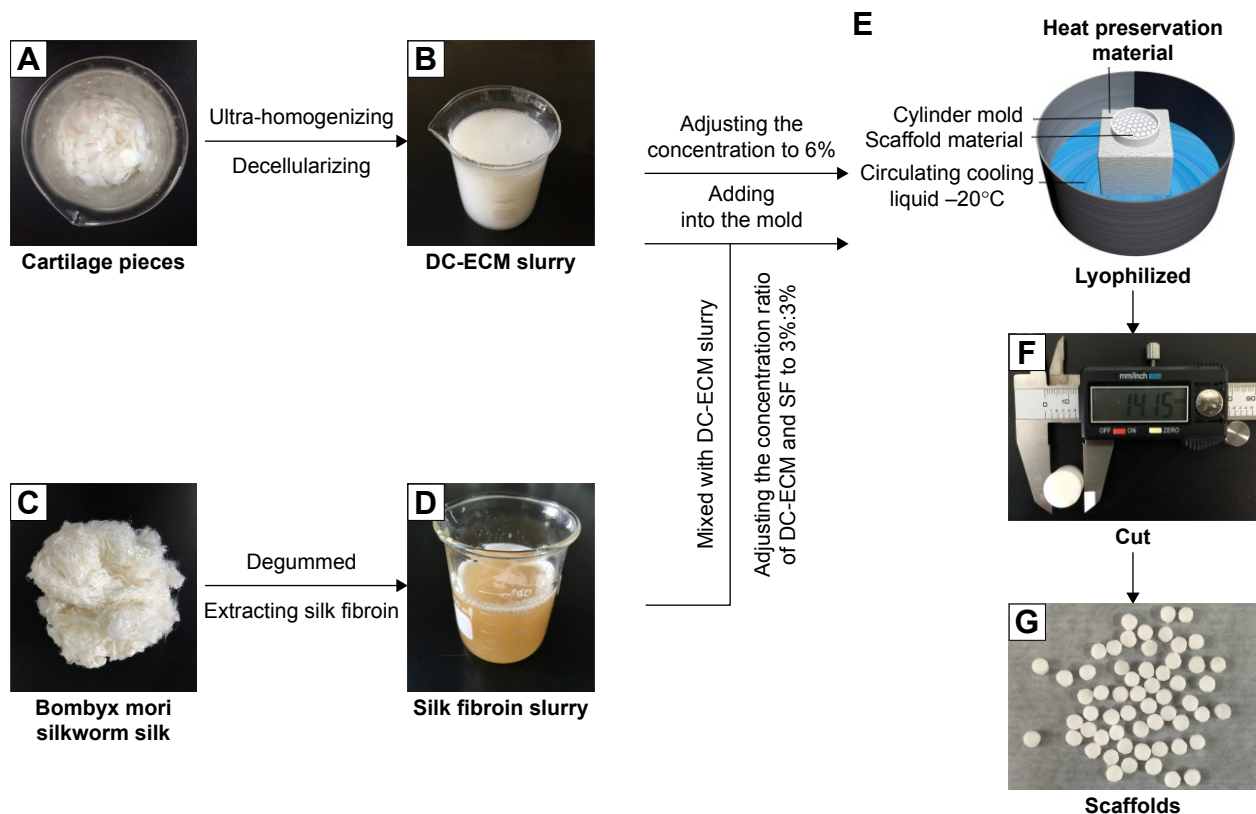 A
Cartilage pieces
Ultra-homogenizing
Decellularizing
B
DC-ECM slurry
C
Bombyx mori
silkworm silk
Degummed
Extracting silk fibroin
D
Silk fibroin slurry
Adjusting the
concentration to 6%
Adding
into the mold
Mixed with DC-ECM slurry
Adjusting the concentration ratio
of DC-ECM and SF to 3%:3%
E
Heat preservation
material
Cylinder mold
Scaffold material
Circulating cooling
liquid –20°C
Lyophilized
F
mm/inch
0 10
14.15
60
OFF ON ZERO
Cut
G
Scaffolds